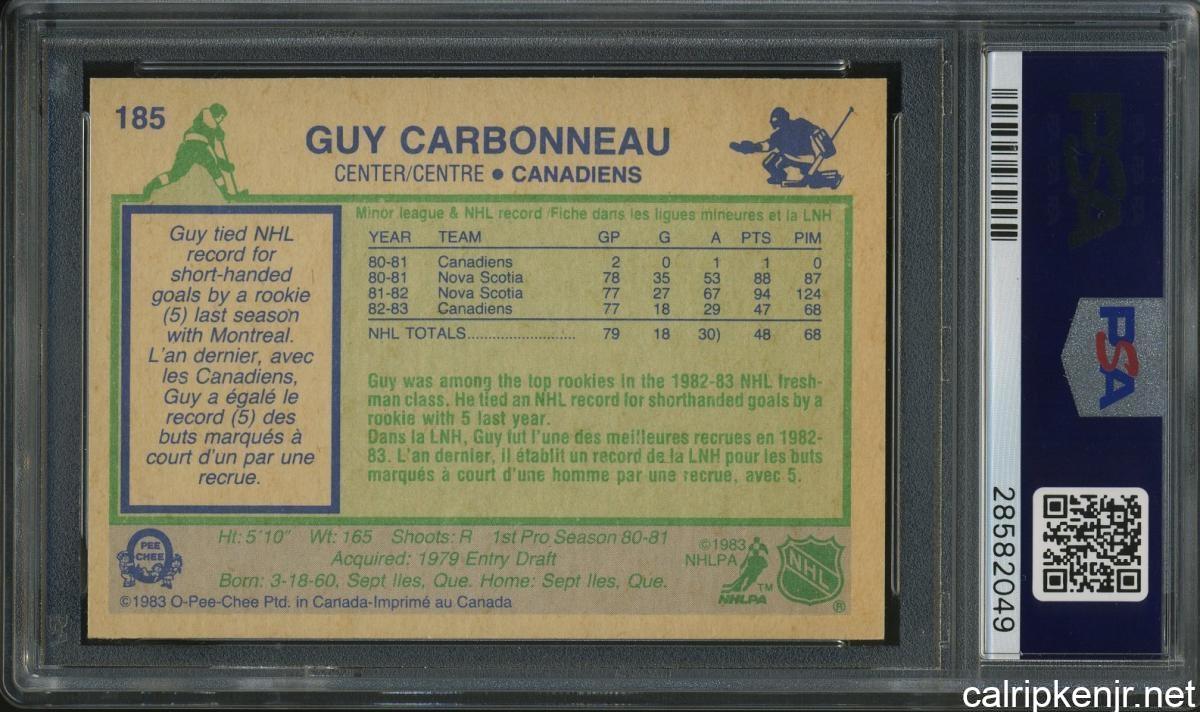 185
GUY CARBONNEAU
CENTER/CENTRE • CANADIENS
Guy tied NHL
record for
short-handed
goals by a rookie
(5) last season
with Montreal.
L'an dernier, avec
les Canadiens,
Guy a égalé le
record (5) des
buts marqués à
court d'un par une
recrue.
Minor league & NHL record/Fiche dans les ligues mineures et la LNH
YEAR TEAM GP G A PTS PIM
80-81 Canadiens 2 0 1 1 0
80-81 Nova Scotia 78 35 53 88 87
81-82 Nova Scotia 77 27 67 94 124
82-83 Canadiens 77 18 29 47 68
NHL TOTALS.......................... 79 18 30) 48 68
Guy was among the top rookies in the 1982-83 NHL fresh-
man class. He tied an NHL record for shorthanded goals by a
rookie with 5 last year.
Dans la LNH, Guy fut l'une des meilleures recrues en 1982-
83. L'an dernier, il établit un record de la LNH pour les buts
marqués à court d'une homme par une recrue, avec 5.
PEE
CHEE
Ht: 5'10" Wt: 165 Shoots: R 1st Pro Season 80-81
Acquired: 1979 Entry Draft
Born: 3-18-60, Sept Iles, Que. Home: Sept Iles, Que.
©1983 O-Pee-Chee Ptd. in Canada-Imprimé au Canada
©1983
NHLPA
TM
NHLPA
NHL
®
PSA
PSA
28582049
calripkenjr.net